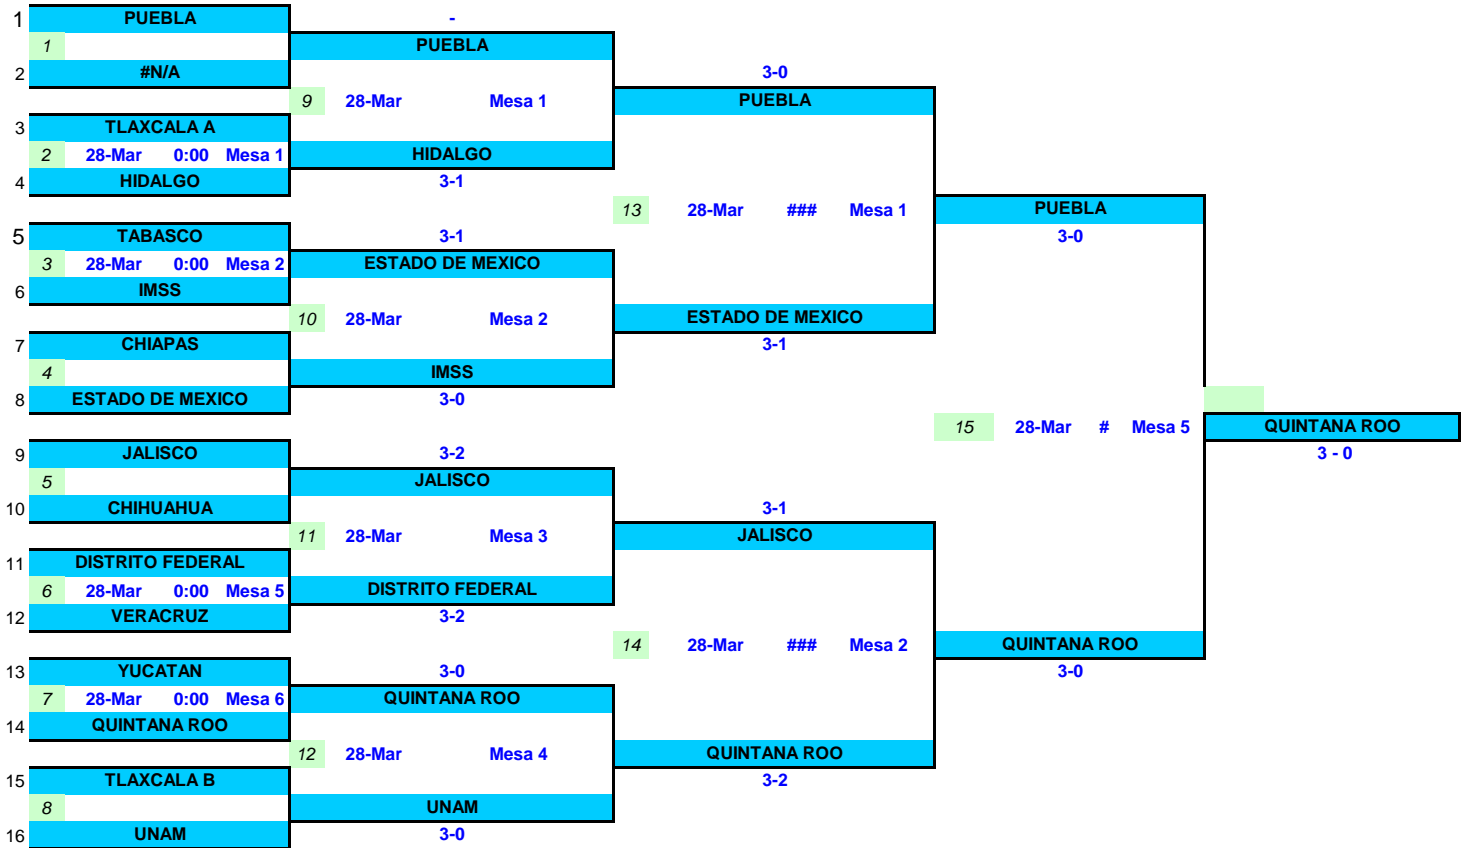 1 PUEBLA -
1 PUEBLA
2 #N/A 3-0
9 28-Mar Mesa 1 PUEBLA
3 TLAXCALA A
2 28-Mar 0:00 Mesa 1 HIDALGO
4 HIDALGO 3-1
13 28-Mar ### Mesa 1 PUEBLA
5 TABASCO 3-1 3-0
3 28-Mar 0:00 Mesa 2 ESTADO DE MEXICO
6 IMSS
10 28-Mar Mesa 2 ESTADO DE MEXICO
7 CHIAPAS 3-1
4 IMSS
8 ESTADO DE MEXICO 3-0
15 28-Mar # Mesa 5 QUINTANA ROO
9 JALISCO 3-2 3 - 0
5 JALISCO
10 CHIHUAHUA 3-1
11 28-Mar Mesa 3 JALISCO
11 DISTRITO FEDERAL
6 28-Mar 0:00 Mesa 5 DISTRITO FEDERAL
12 VERACRUZ 3-2
14 28-Mar ### Mesa 2 QUINTANA ROO
13 YUCATAN 3-0 3-0
7 28-Mar 0:00 Mesa 6 QUINTANA ROO
14 QUINTANA ROO
12 28-Mar Mesa 4 QUINTANA ROO
15 TLAXCALA B 3-2
8 UNAM
16 UNAM 3-0